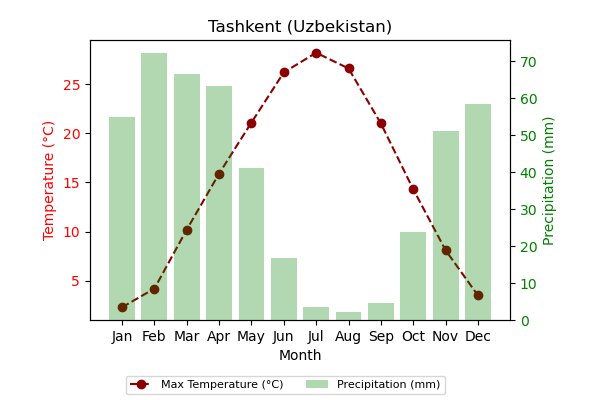 Tashkent (Uzbekistan)
Temperature (°C)
25
20
15
10
5
70
60
50
40
30
20
10
0
Precipitation (mm)
Jan Feb Mar Apr May Jun Jul Aug Sep Oct Nov Dec
Month
Max Temperature (°C) Precipitation (mm)